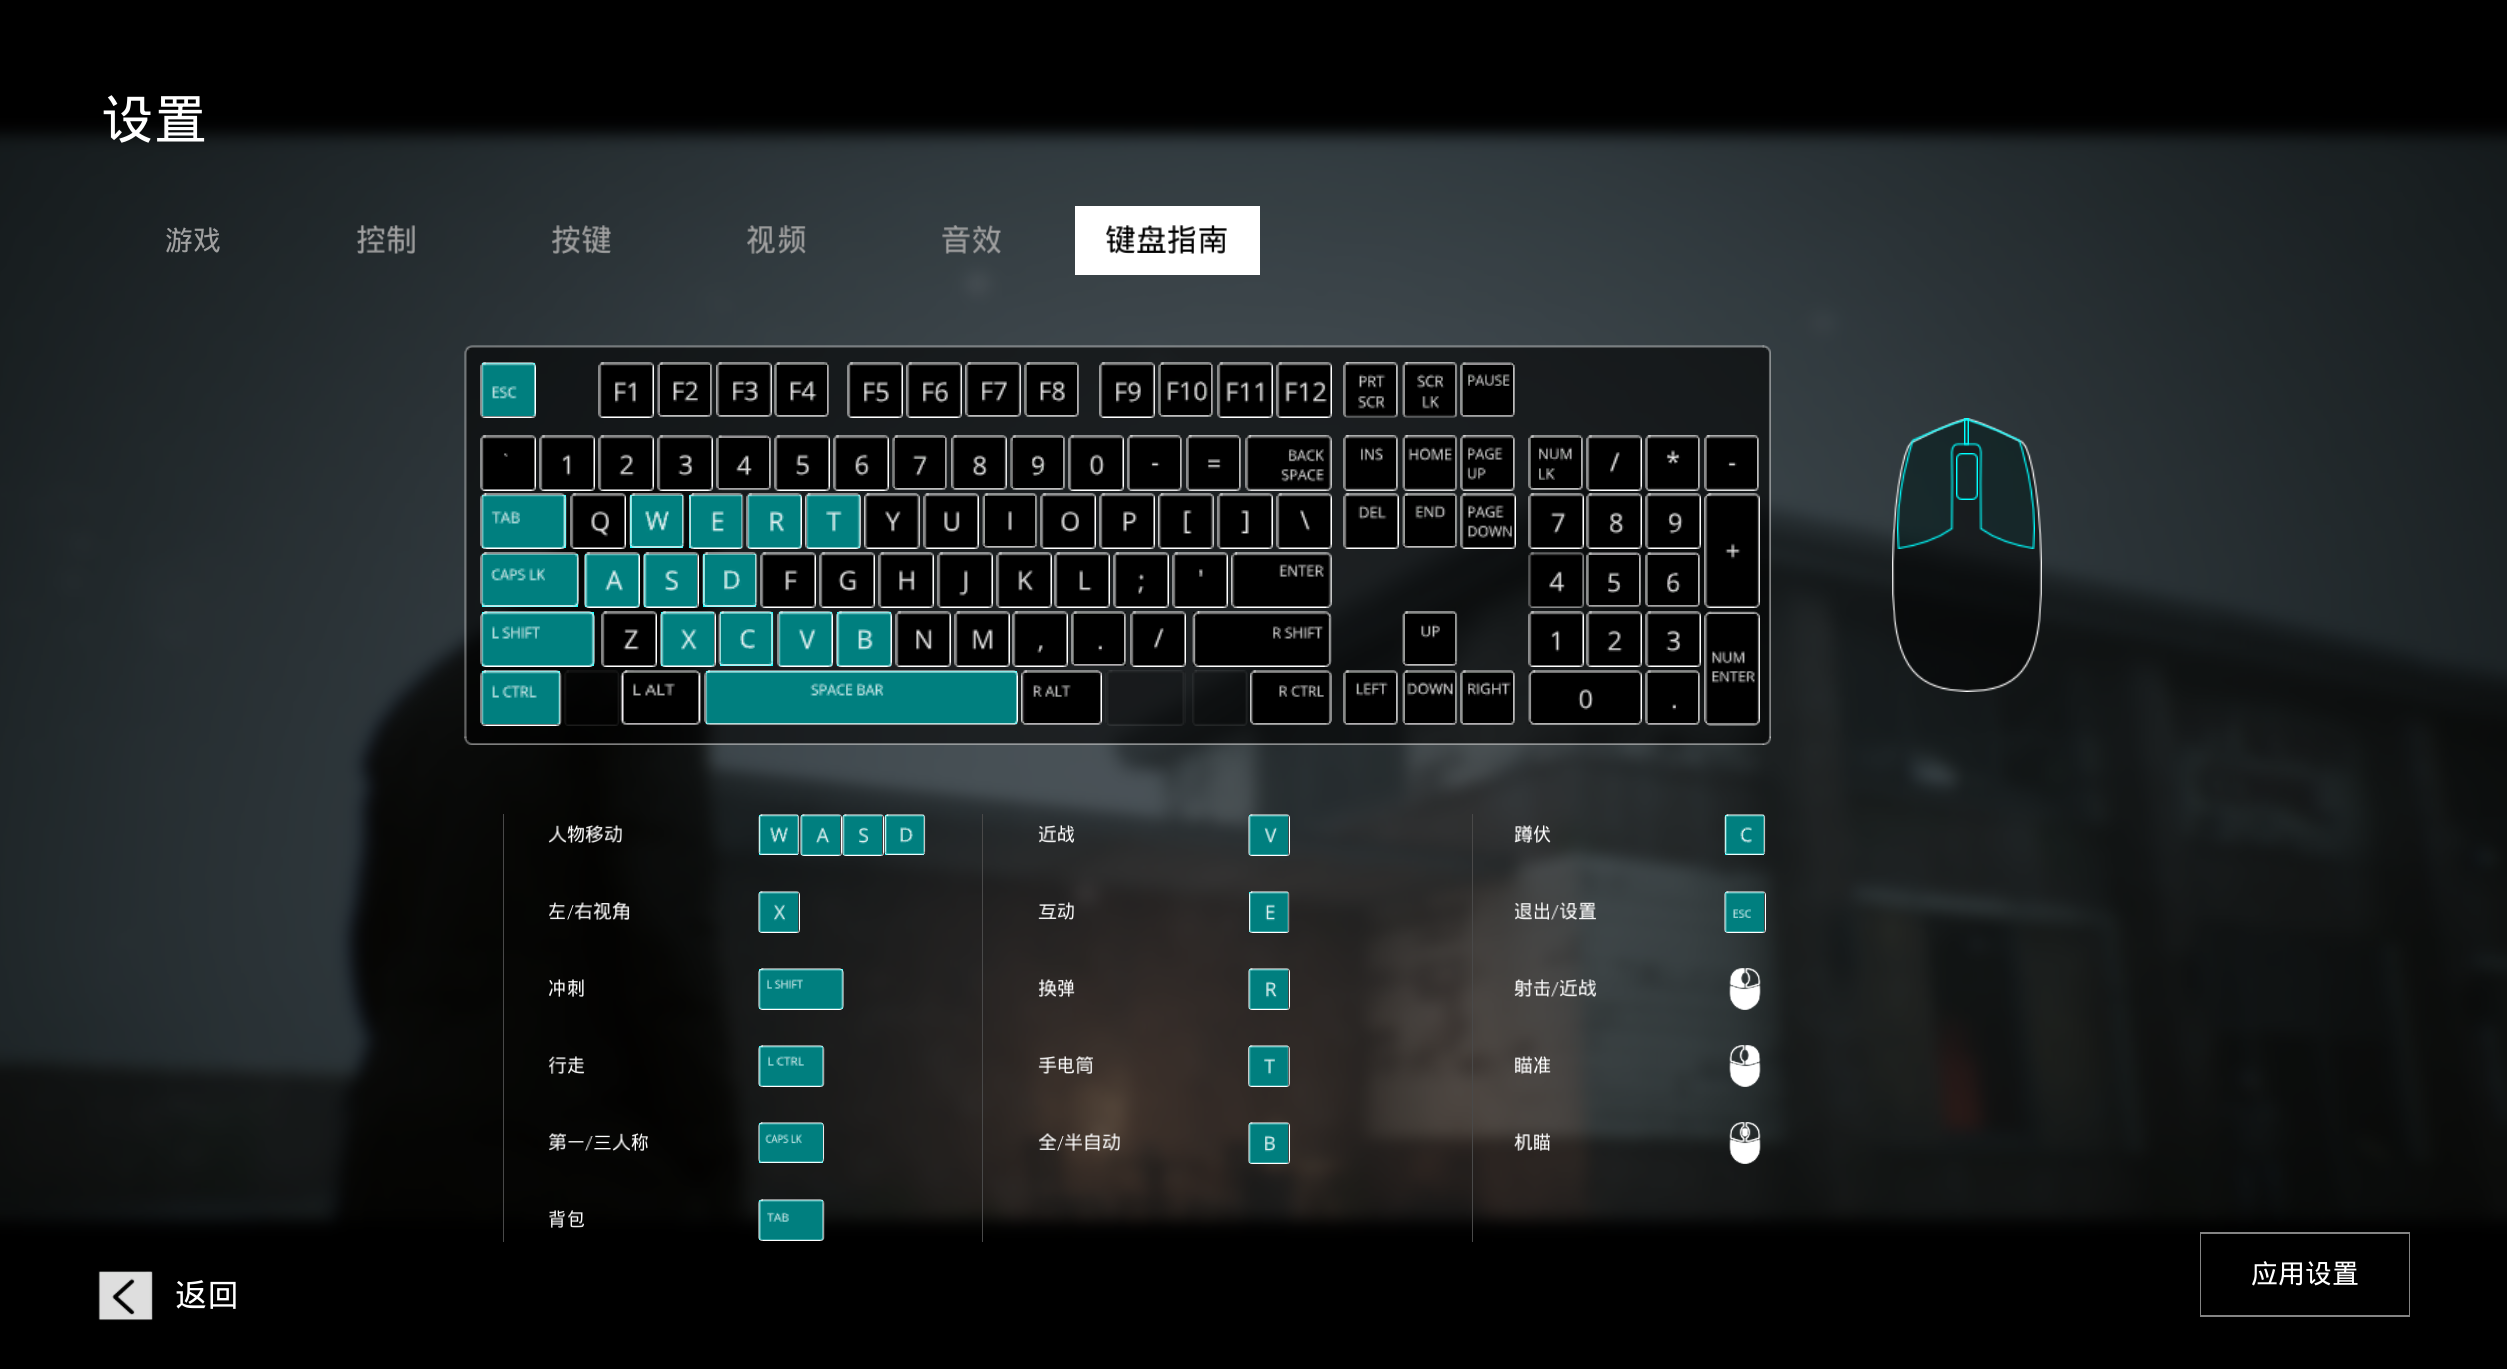 设置
游戏 控制 按键 视频 音效 键盘指南
ESC F1 F2 F3 F4 F5 F6 F7 F8 F9 F10 F11 F12 PRT SCR SCR LK PAUSE
` 1 2 3 4 5 6 7 8 9 0 - = BACK SPACE INS HOME PAGE UP NUM LK / * -
TAB Q W E R T Y U I O P [ ] \ DEL END PAGE DOWN 7 8 9 +
CAPS LK A S D F G H J K L ; ' ENTER 4 5 6
L SHIFT Z X C V B N M , . / R SHIFT UP 1 2 3 NUM ENTER
L CTRL L ALT SPACE BAR R ALT R CTRL LEFT DOWN RIGHT 0 .
人物移动 W A S D 近战 V 蹲伏 C
左/右视角 X 互动 E 退出/设置 ESC
冲刺 L SHIFT 换弹 R 射击/近战
行走 L CTRL 手电筒 T 瞄准
第一/三人称 CAPS LK 全/半自动 B 机瞄
背包 TAB
返回
应用设置